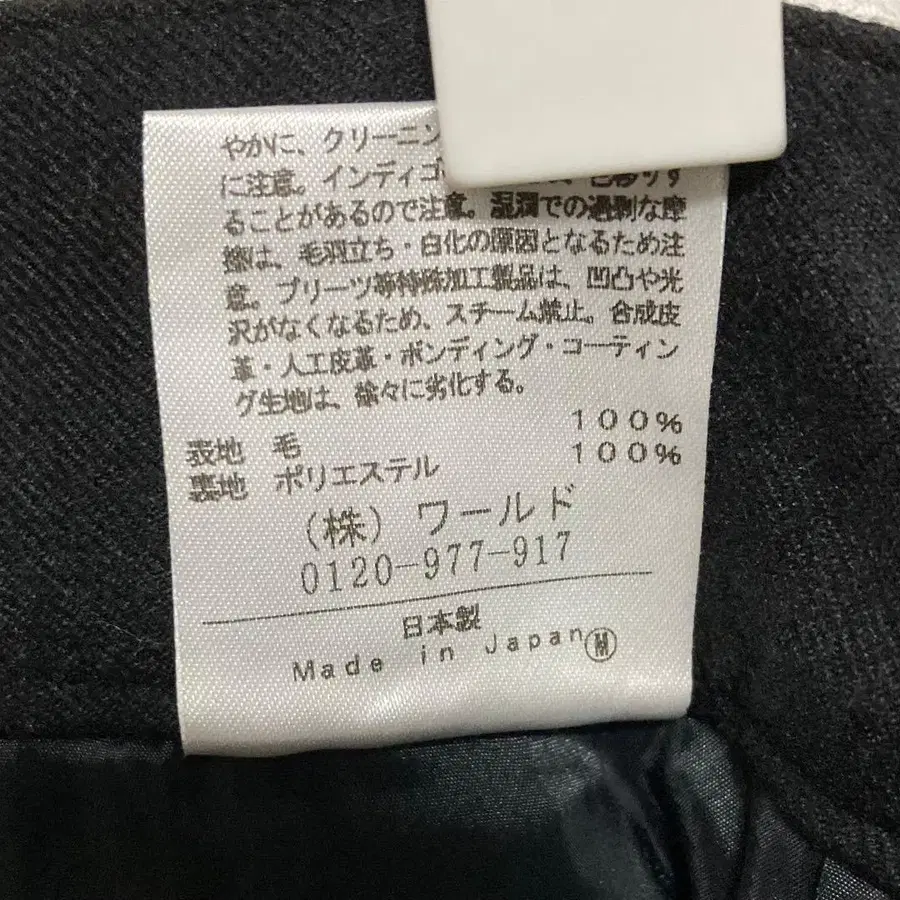 やかに、クリーニン
に注意。インディゴ 色移りす
ることがあるので注意。湿潤での過剰な摩
擦は、毛羽立ち・白化の原因となるため注
意。プリーツ等特殊加工製品は、凹凸や光
沢がなくなるため、スチーム禁止。合成皮
革・人工皮革・ボンディング・コーティン
グ生地は、徐々に劣化する。
表地 毛 100%
裏地 ポリエステル 100%
(株) ワールド
0120-977-917
日本製
Made in Japan Ⓜ